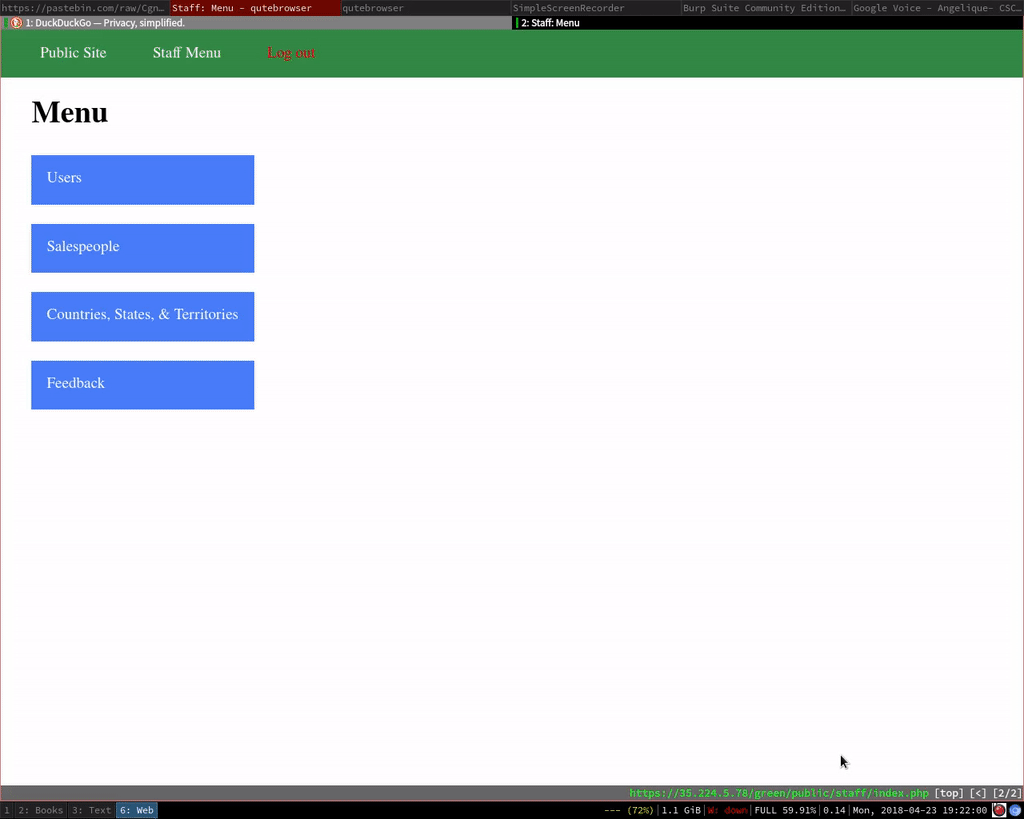 https://pastebin.com/raw/Cgn… Staff: Menu - qutebrowser qutebrowser SimpleScreenRecorder Burp Suite Community Edition… Google Voice - Angelique- CSC…
1: DuckDuckGo — Privacy, simplified. 2: Staff: Menu
Public Site Staff Menu Log out
Menu
Users
Salespeople
Countries, States, & Territories
Feedback
https://35.224.5.78/green/public/staff/index.php [top] [<] [2/2]
1 2: Books 3: Text 6: Web --- (72%) 1.1 GiB W: down FULL 59.91% 0.14 Mon, 2018-04-23 19:22:00